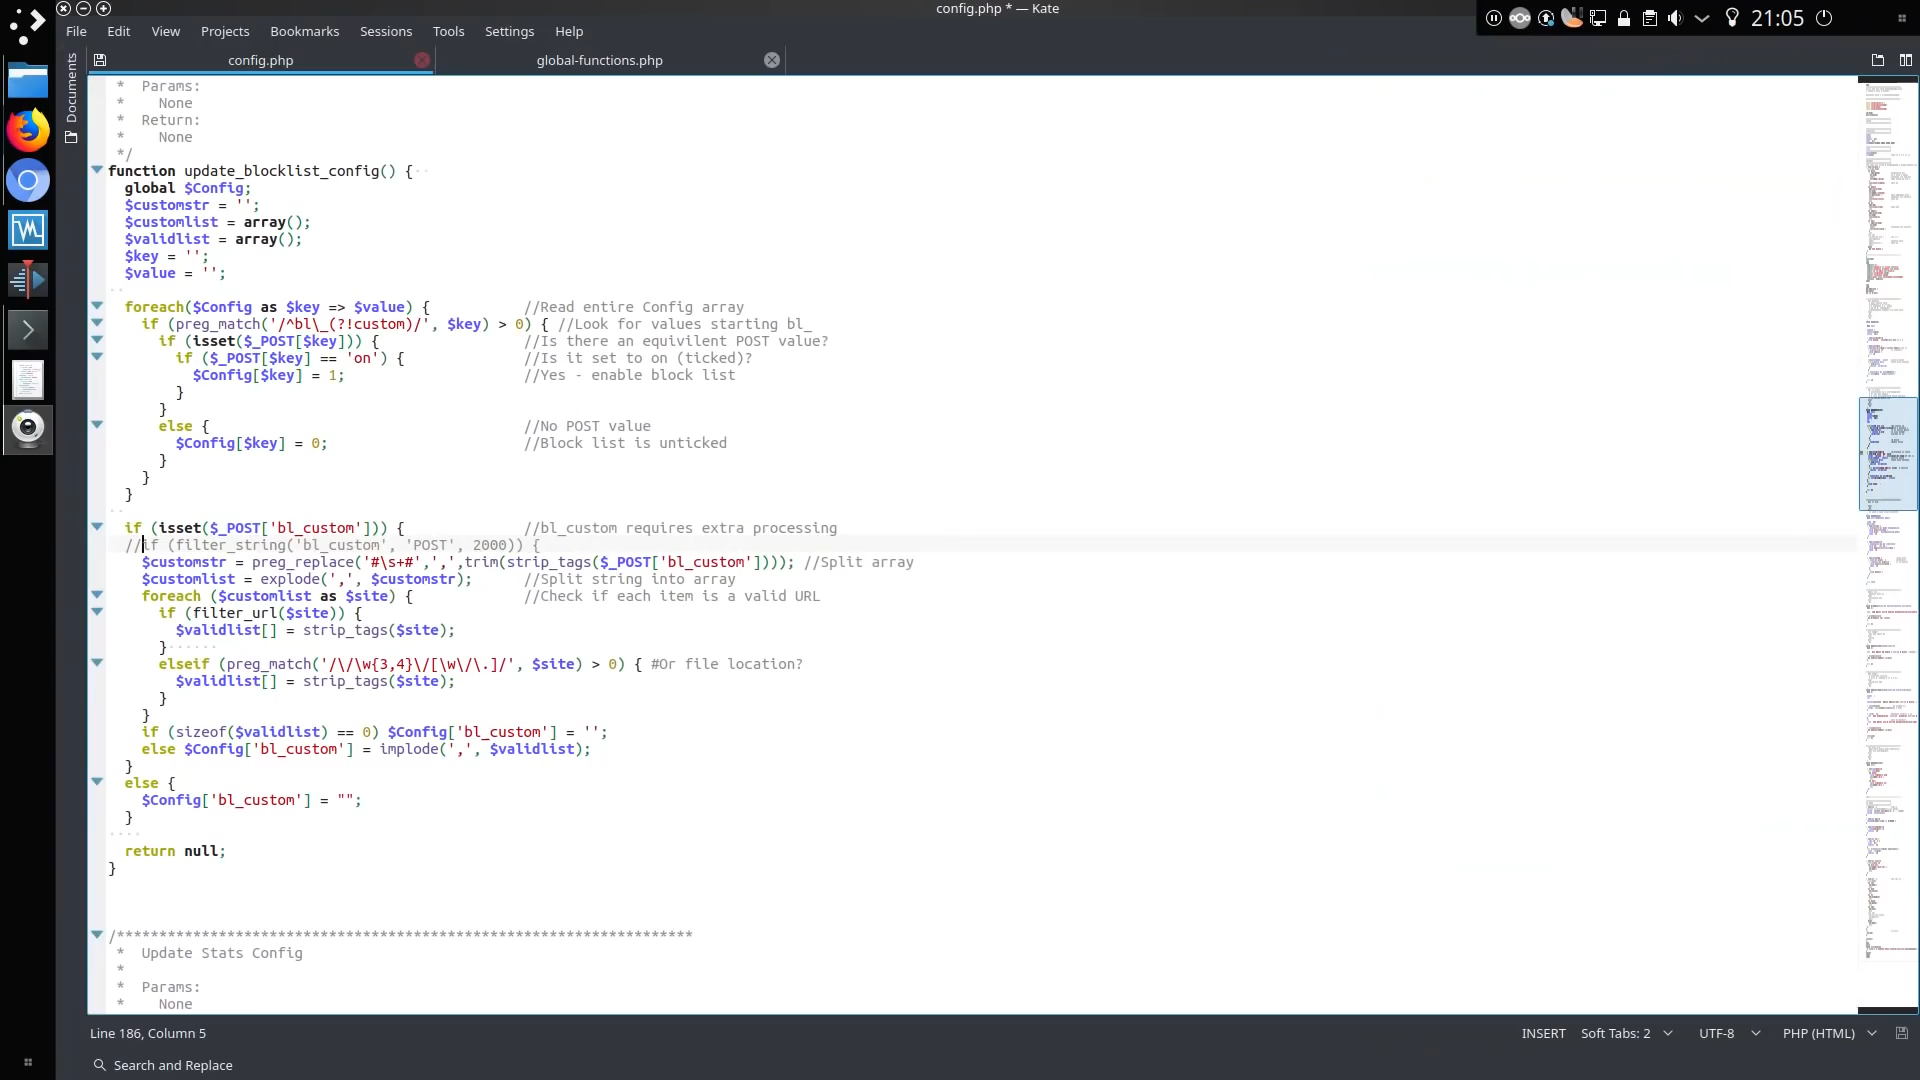 config.php * — Kate
21:05
File Edit View Projects Bookmarks Sessions Tools Settings Help
Documents
config.php
global-functions.php
*  Params:
*    None
*  Return:
*    None
*/
function update_blocklist_config() {
global $Config;
$customstr = '';
$customlist = array();
$validlist = array();
$key = '';
$value = '';
foreach($Config as $key => $value) { //Read entire Config array
if (preg_match('/^bl\_(?!custom)/', $key) > 0) { //Look for values starting bl_
if (isset($_POST[$key])) { //Is there an equivilent POST value?
if ($_POST[$key] == 'on') { //Is it set to on (ticked)?
$Config[$key] = 1; //Yes - enable block list
}
}
else { //No POST value
$Config[$key] = 0; //Block list is unticked
}
}
}
if (isset($_POST['bl_custom'])) { //bl_custom requires extra processing
//if (filter_string('bl_custom', 'POST', 2000)) {
$customstr = preg_replace('#\s+#',',',trim(strip_tags($_POST['bl_custom']))); //Split array
$customlist = explode(',', $customstr); //Split string into array
foreach ($customlist as $site) { //Check if each item is a valid URL
if (filter_url($site)) {
$validlist[] = strip_tags($site);
}
elseif (preg_match('/\/\w{3,4}\/[\w\/\.]/', $site) > 0) { #Or file location?
$validlist[] = strip_tags($site);
}
}
if (sizeof($validlist) == 0) $Config['bl_custom'] = '';
else $Config['bl_custom'] = implode(',', $validlist);
}
else {
$Config['bl_custom'] = "";
}
return null;
}
/********************************************************************
*  Update Stats Config
*
*  Params:
*    None
Line 186, Column 5
INSERT Soft Tabs: 2 UTF-8 PHP (HTML)
Search and Replace